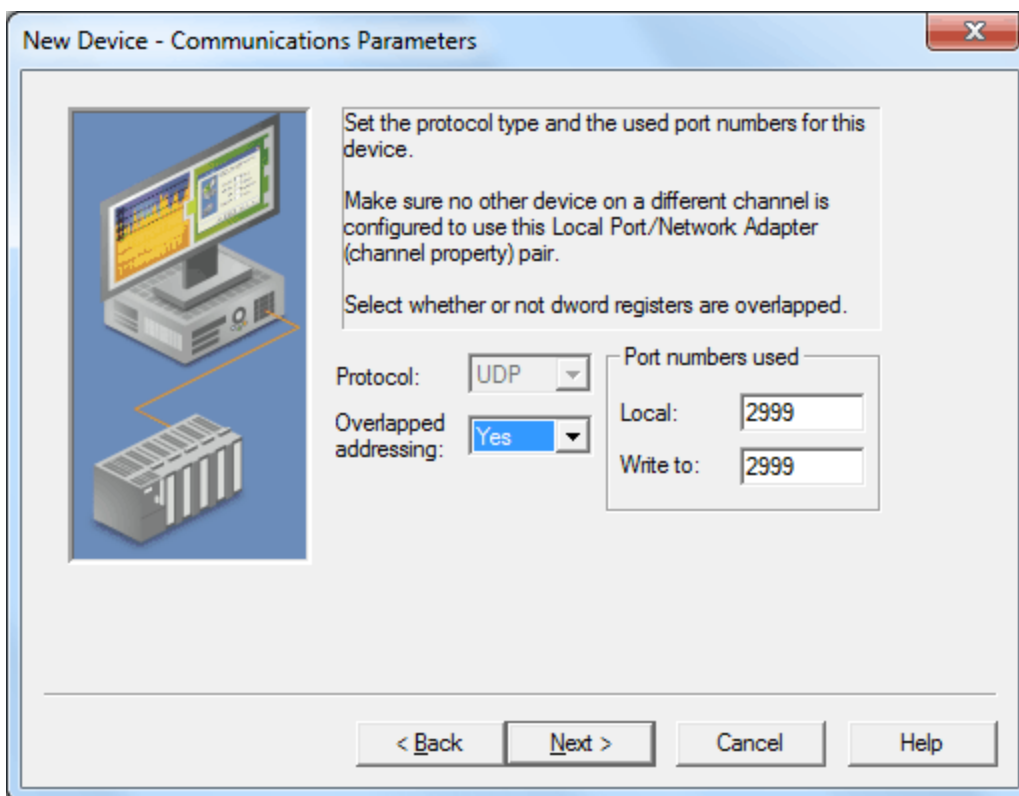 New Device - Communications Parameters
Set the protocol type and the used port numbers for this
device.
Make sure no other device on a different channel is
configured to use this Local Port/Network Adapter
(channel property) pair.
Select whether or not dword registers are overlapped.
Protocol: UDP
Overlapped
addressing: Yes
Port numbers used
Local: 2999
Write to: 2999
< Back Next > Cancel Help